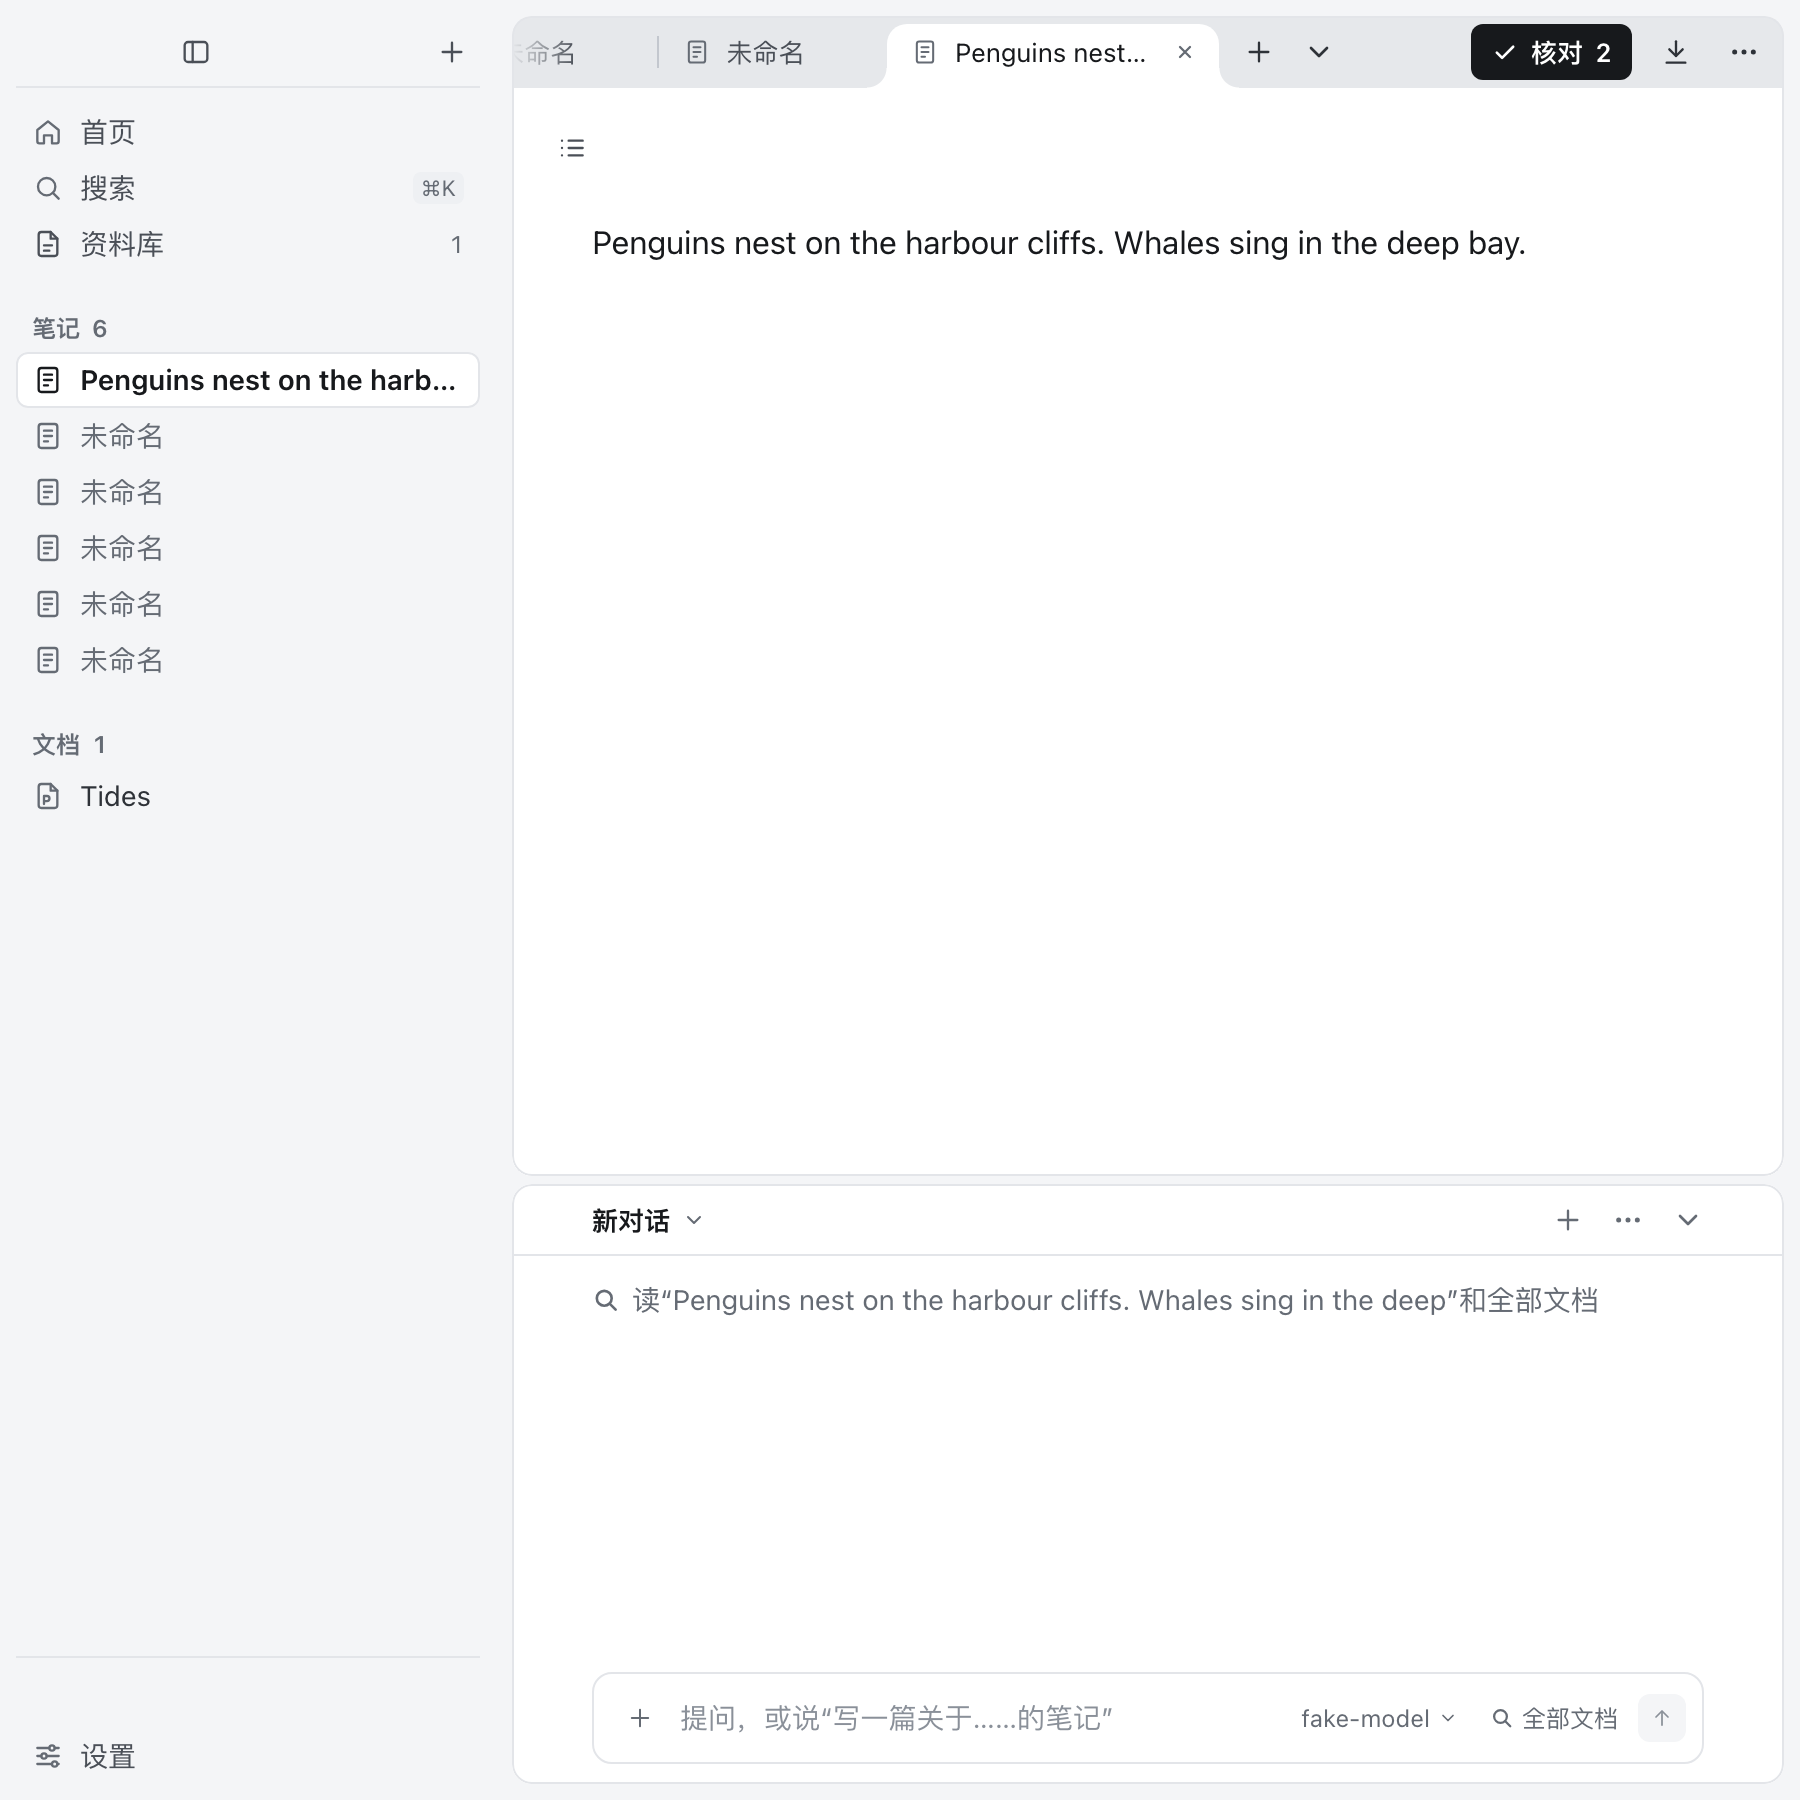 未命名
未命名
Penguins nest...
核对 2
首页
搜索 ⌘K
资料库 1
笔记 6
Penguins nest on the harb...
未命名
未命名
未命名
未命名
未命名
文档 1
Tides
设置
Penguins nest on the harbour cliffs. Whales sing in the deep bay.
新对话
读“Penguins nest on the harbour cliffs. Whales sing in the deep”和全部文档
提问，或说“写一篇关于……的笔记”
fake-model
全部文档